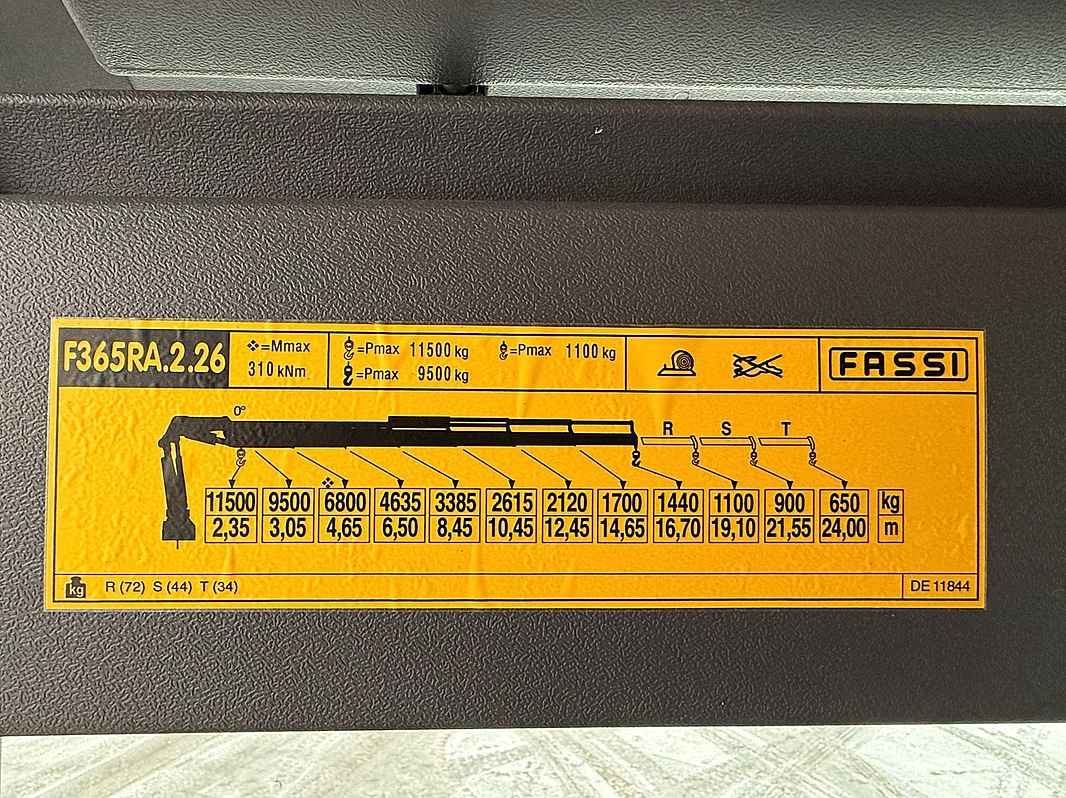 F365RA.2.26
❖=Mmax
310 kNm
=Pmax 11500 kg
=Pmax 9500 kg
=Pmax 1100 kg
FASSI
0°
R S T
❖
11500 9500 6800 4635 3385 2615 2120 1700 1440 1100 900 650 kg
2,35 3,05 4,65 6,50 8,45 10,45 12,45 14,65 16,70 19,10 21,55 24,00 m
kg R (72) S (44) T (34)
DE 11844